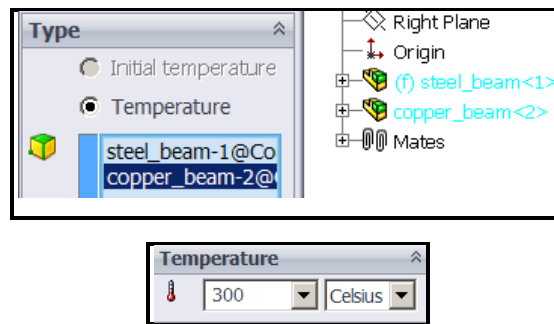 Type
Initial temperature
Temperature
steel_beam-1@Co
copper_beam-2@
Right Plane
Origin
(f) steel_beam<1>
copper_beam<2>
Mates
Temperature
300 Celsius